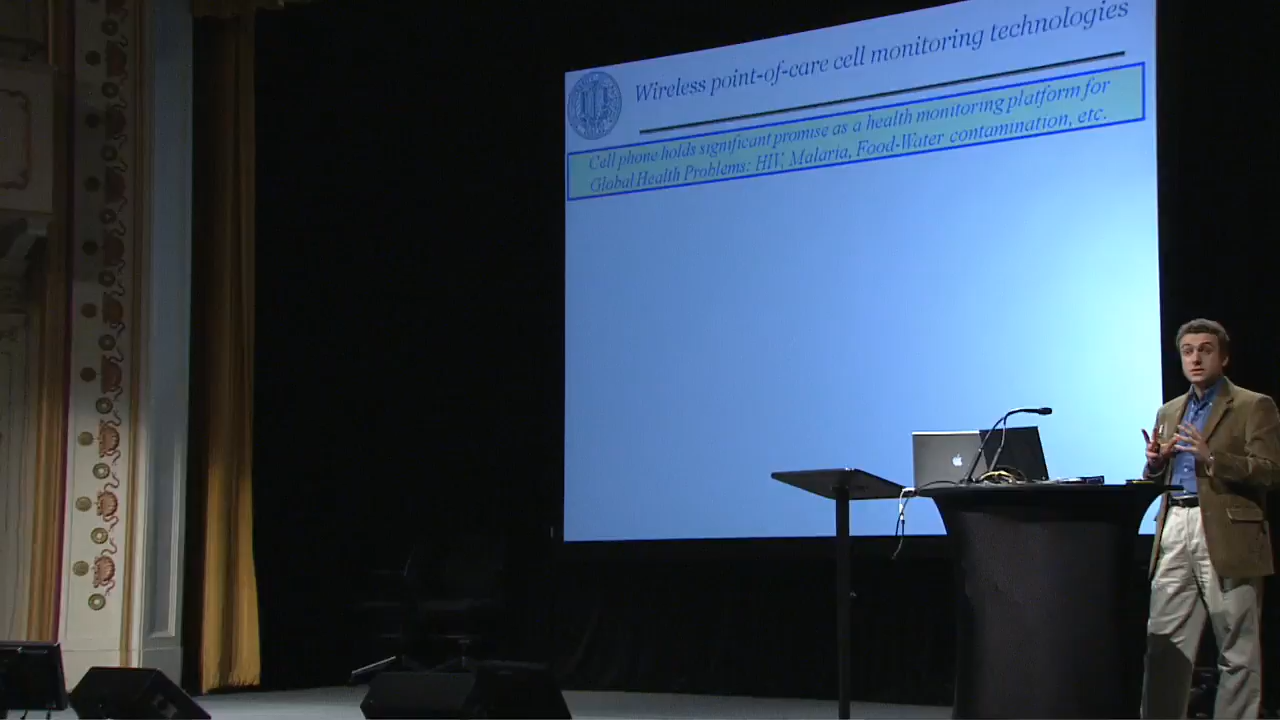 Wireless point-of-care cell monitoring technologies
Cell phone holds significant promise as a health monitoring platform for
Global Health Problems: HIV, Malaria, Food-Water contamination, etc.